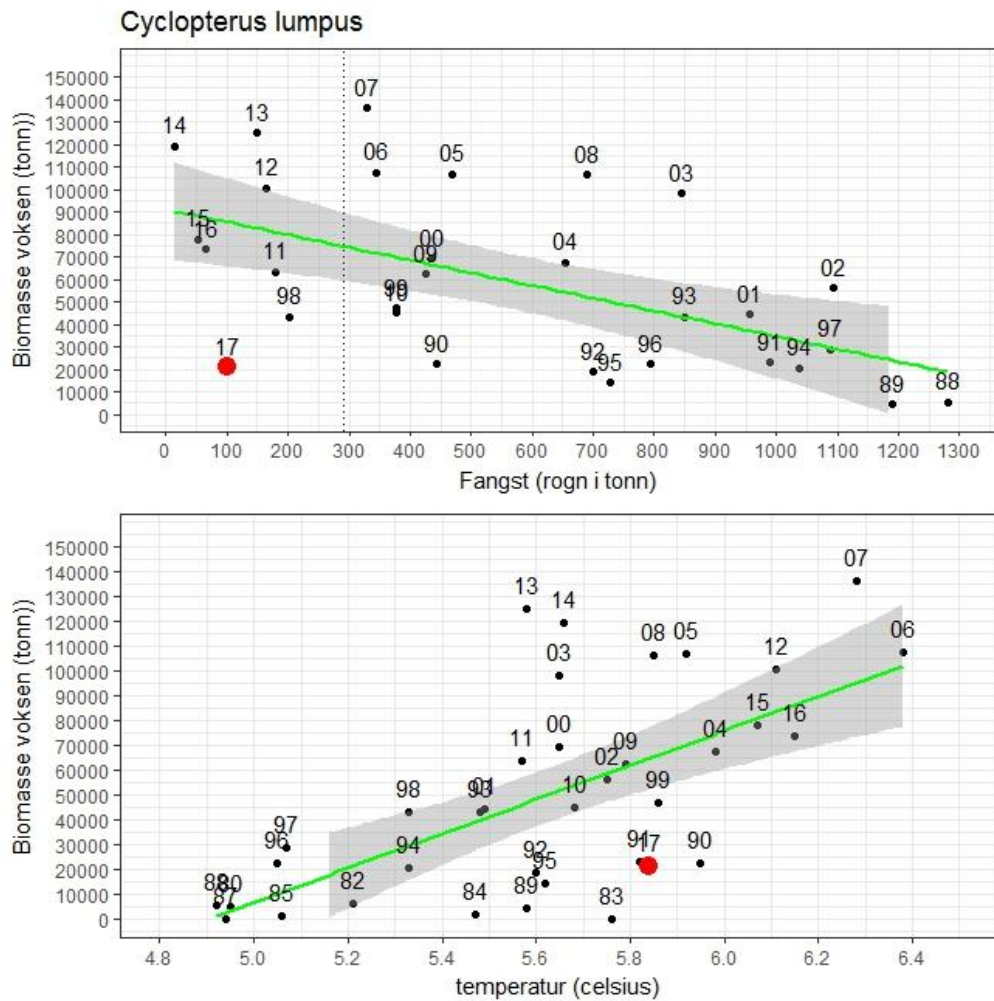 Cyclopterus lumpus
Biomasse voksen (tonn))
150000
140000
130000
120000
110000
100000
90000
80000
70000
60000
50000
40000
30000
20000
10000
0
07
14 13
12 06 05 08 03
15
16 11 00
09 04 02
98 99
10 93 01
17 90 92 95 96 91 94 97
89 88
0 100 200 300 400 500 600 700 800 900 1000 1100 1200 1300
Fangst (rogn i tonn)
Biomasse voksen (tonn))
150000
140000
130000
120000
110000
100000
90000
80000
70000
60000
50000
40000
30000
20000
10000
0
07
13 14
03 08 05 12 06
11 00 09 02 04 15 16
98 93 01 10 99
97
96 94 92 95 91 17 90
87 85 82 84 89 83
4.8 5.0 5.2 5.4 5.6 5.8 6.0 6.2 6.4
temperatur (celsius)